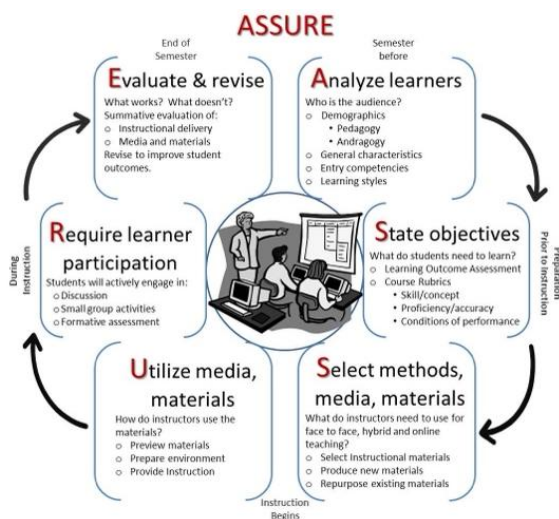 ASSURE
End of
Semester
Semester
before
Evaluate & revise
What works?  What doesn't?
Summative evaluation of:
o Instructional delivery
o Media and materials
Revise to improve student
outcomes.
Analyze learners
Who is the audience?
o Demographics
• Pedagogy
• Andragogy
o General characteristics
o Entry competencies
o Learning styles
During
Instruction
Require learner
participation
Students will actively engage in:
o Discussion
o Small group activities
o Formative assessment
State objectives
What do students need to learn?
o Learning Outcome Assessment
o Course Rubrics
• Skill/concept
• Proficiency/accuracy
• Conditions of performance
Preparation
Prior to Instruction
Utilize media,
materials
How do instructors use the
materials?
o Preview materials
o Prepare environment
o Provide Instruction
Select methods,
media, materials
What do instructors need to use for
face to face, hybrid and online
teaching?
o Select Instructional materials
o Produce new materials
o Repurpose existing materials
Instruction
Begins